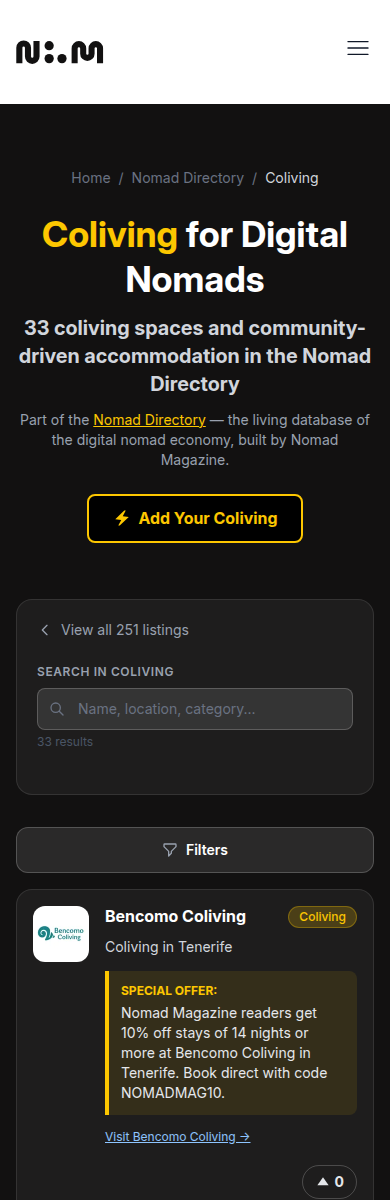 N:.M
Home / Nomad Directory / Coliving
Coliving for Digital
Nomads
33 coliving spaces and community-
driven accommodation in the Nomad
Directory
Part of the Nomad Directory — the living database of
the digital nomad economy, built by Nomad
Magazine.
Add Your Coliving
View all 251 listings
SEARCH IN COLIVING
Name, location, category...
33 results
Filters
Bencomo Coliving
Bencomo Coliving
Coliving
Coliving in Tenerife
SPECIAL OFFER:
Nomad Magazine readers get
10% off stays of 14 nights or
more at Bencomo Coliving in
Tenerife. Book direct with code
NOMADMAG10.
Visit Bencomo Coliving →
▲ 0